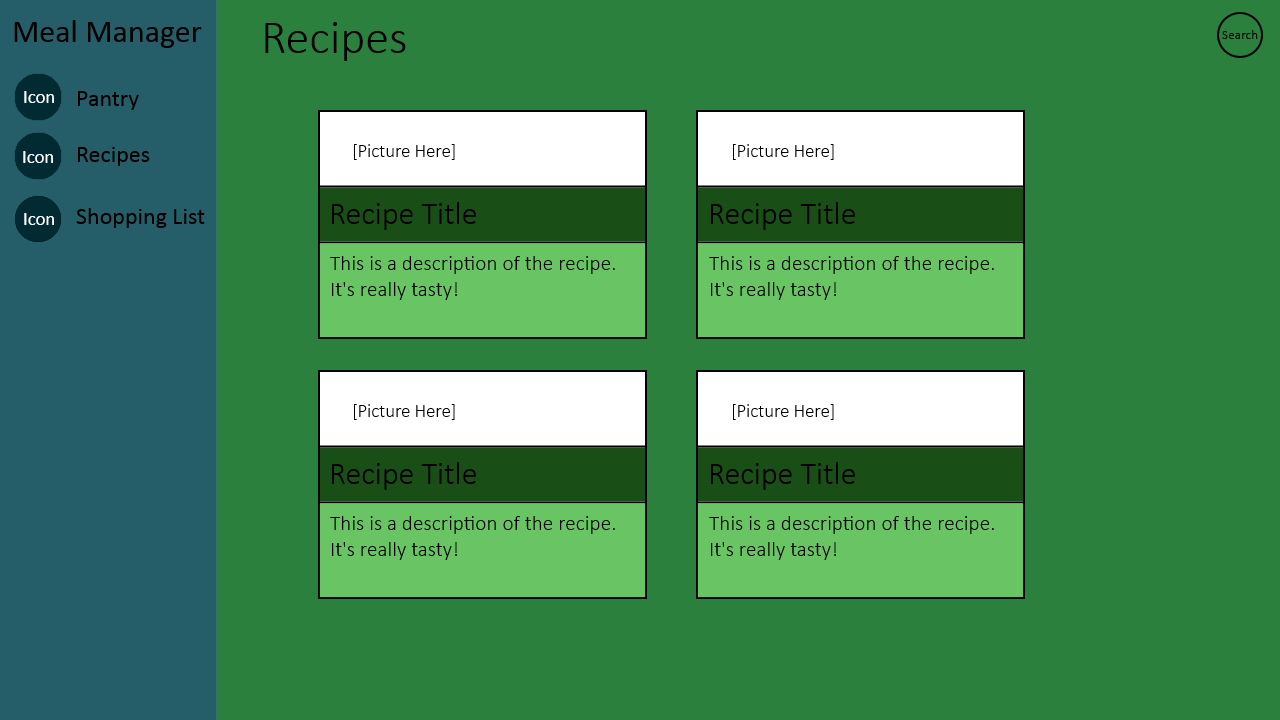 Meal Manager
Icon Pantry
Icon Recipes
Icon Shopping List
Recipes
Search
[Picture Here]
Recipe Title
This is a description of the recipe.
It's really tasty!
[Picture Here]
Recipe Title
This is a description of the recipe.
It's really tasty!
[Picture Here]
Recipe Title
This is a description of the recipe.
It's really tasty!
[Picture Here]
Recipe Title
This is a description of the recipe.
It's really tasty!